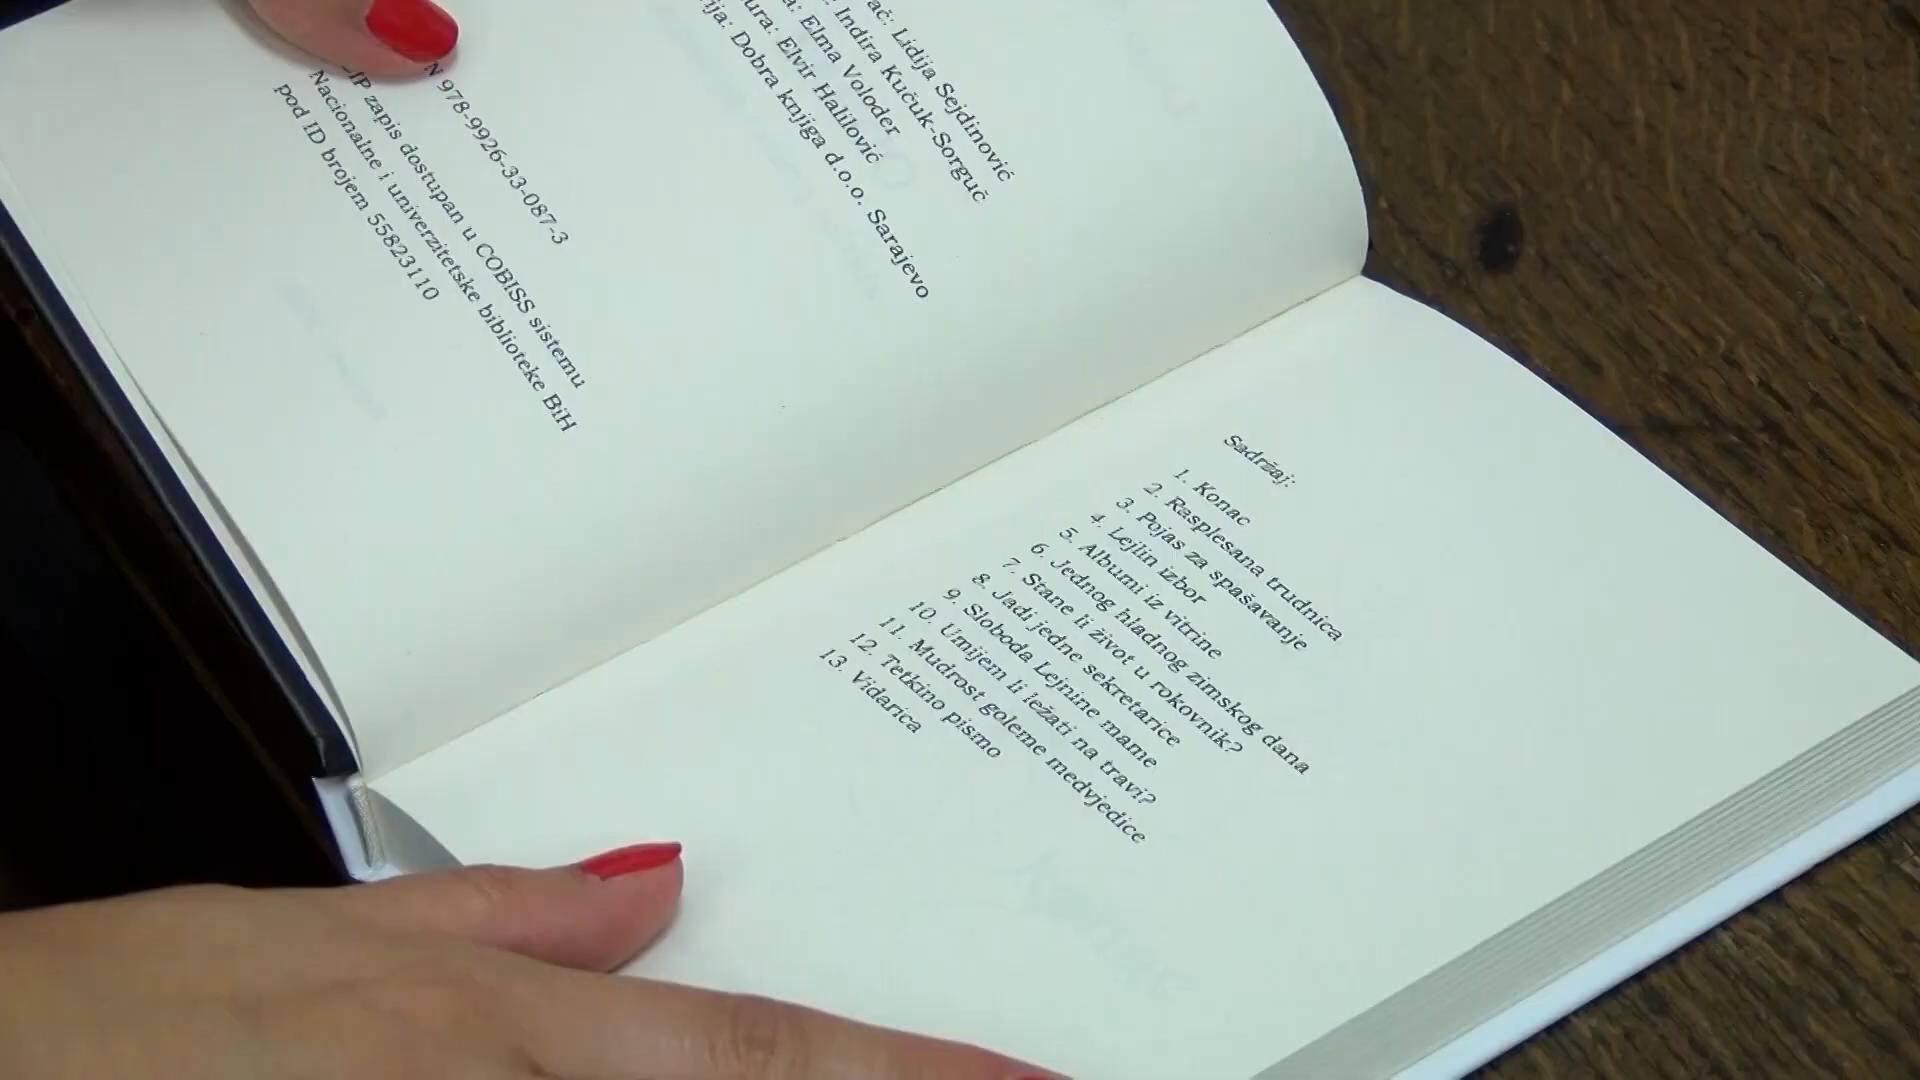 ač: Lidija Sejdinović
: Indira Kučuk-Sorguč
a: Elma Voloder
ura: Elvir Halilović
ija: Dobra knjiga d.o.o. Sarajevo
N 978-9926-33-087-3
IP zapis dostupan u COBISS sistemu
Nacionalne i univerzitetske biblioteke BiH
pod ID brojem 55823110
Sadržaj:
1. Konac
2. Rasplesana trudnica
3. Pojas za spašavanje
4. Lejlin izbor
5. Albumi iz vitrine
6. Jednog hladnog zimskog dana
7. Stane li život u rokovnik?
8. Jadi jedne sekretarice
9. Sloboda Lejnine mame
10. Umijem li ležati na travi?
11. Mudrost goleme medvjedice
12. Tetkino pismo
13. Vidarica